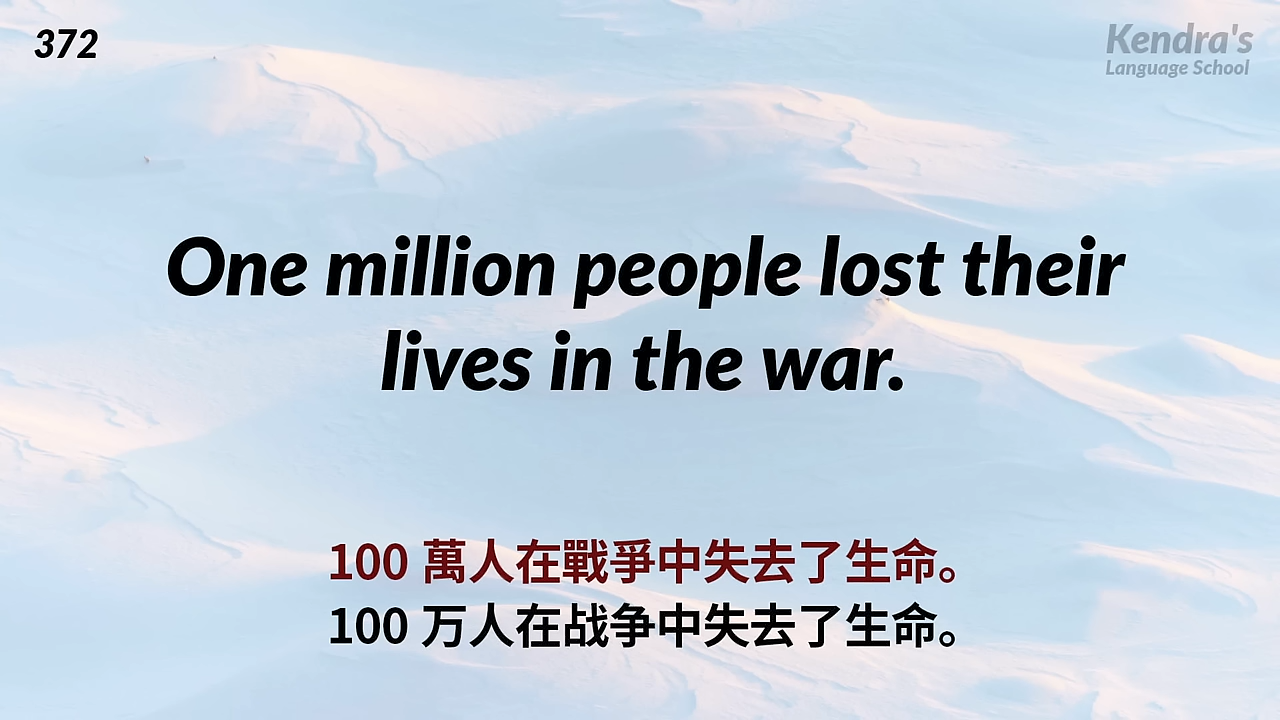 372
Kendra's
Language School
One million people lost their
lives in the war.
100 萬人在戰爭中失去了生命。
100 万人在战争中失去了生命。